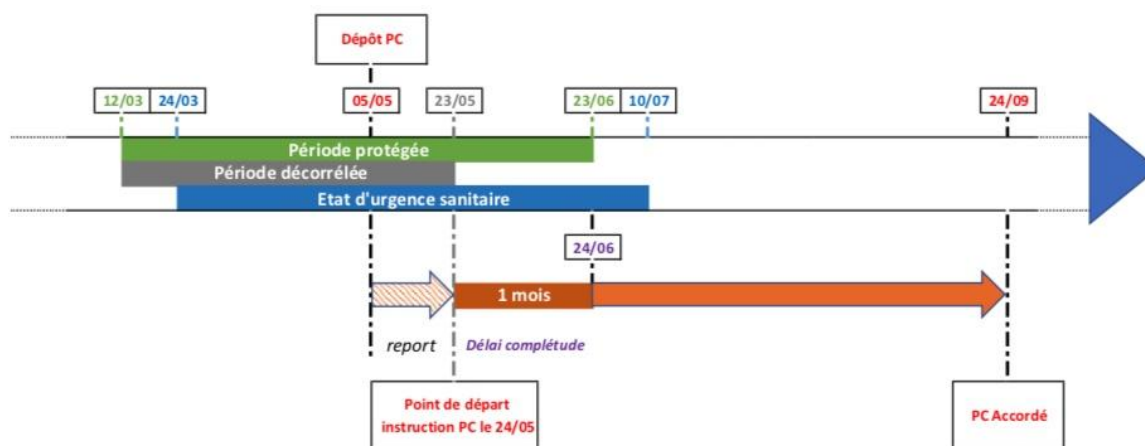 Dépôt PC
12/03 24/03 05/05 23/05 23/06 10/07 24/09
Période protégée
Période décorrélée
Etat d'urgence sanitaire
24/06
1 mois
report Délai complétude
Point de départ
instruction PC le 24/05
PC Accordé